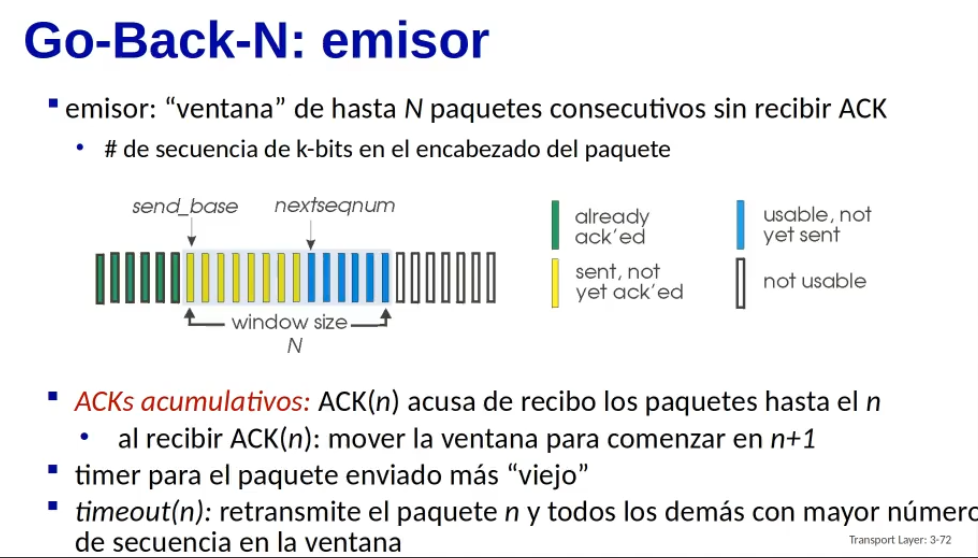 Go-Back-N: emisor
emisor: “ventana” de hasta N paquetes consecutivos sin recibir ACK
# de secuencia de k-bits en el encabezado del paquete
send_base
nextseqnum
already
ack’ed
usable, not
yet sent
sent, not
yet ack’ed
not usable
window size
N
ACKs acumulativos: ACK(n) acusa de recibo los paquetes hasta el n
al recibir ACK(n): mover la ventana para comenzar en n+1
timer para el paquete enviado más “viejo”
timeout(n): retransmite el paquete n y todos los demás con mayor número
de secuencia en la ventana
Transport Layer: 3-72